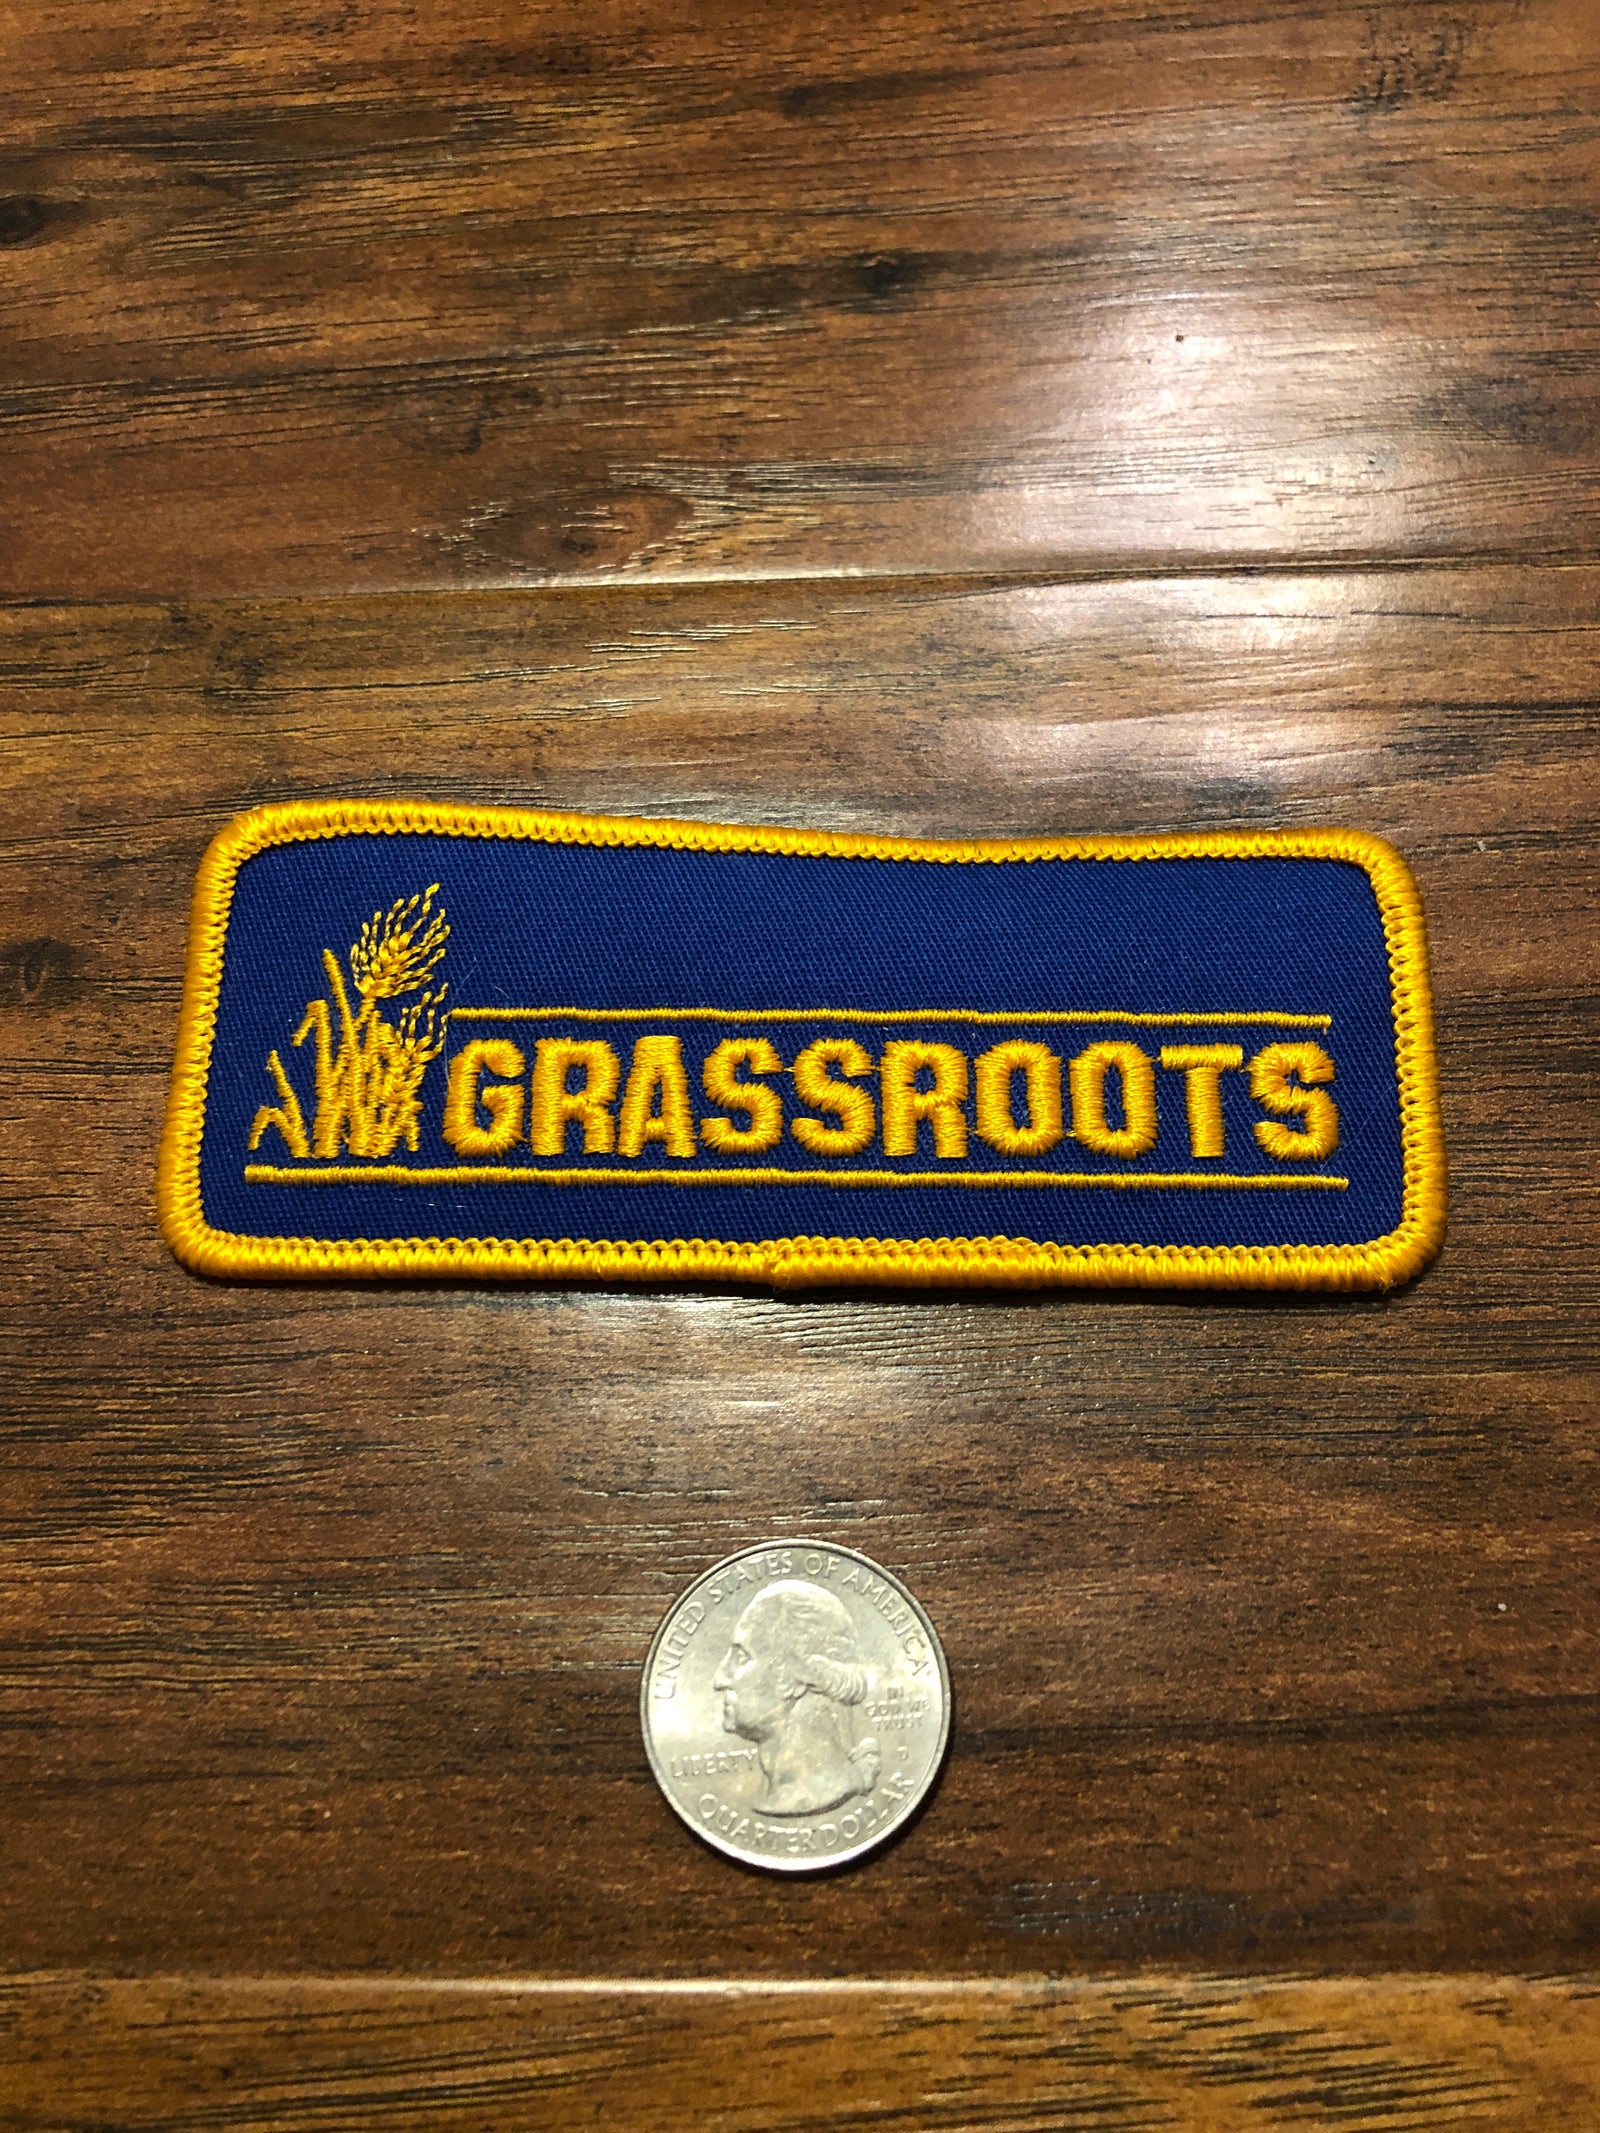 GRASSROOTS
UNITED STATES OF AMERICA
IN
GOD WE
TRUST
LIBERTY
D
QUARTER DOLLAR